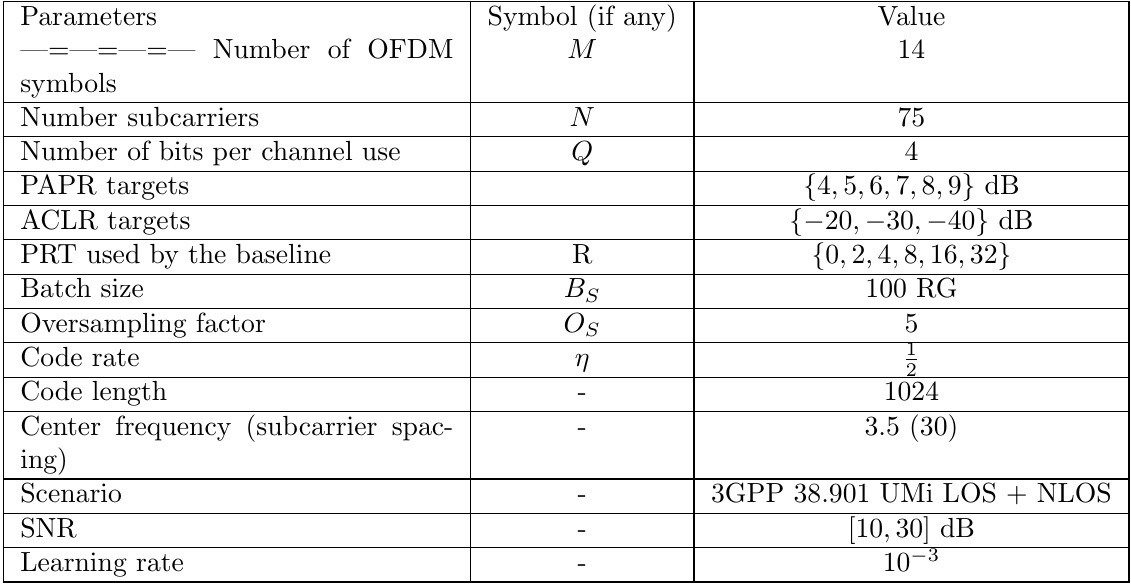 Parameters Symbol (if any) Value
—=—=—=— Number of OFDM M 14
symbols
Number subcarriers N 75
Number of bits per channel use Q 4
PAPR targets {4, 5, 6, 7, 8, 9} dB
ACLR targets {−20, −30, −40} dB
PRT used by the baseline R {0, 2, 4, 8, 16, 32}
Batch size B_S 100 RG
Oversampling factor O_S 5
Code rate η 1/2
Code length - 1024
Center frequency (subcarrier spac- - 3.5 (30)
ing)
Scenario - 3GPP 38.901 UMi LOS + NLOS
SNR - [10, 30] dB
Learning rate - 10^{−3}